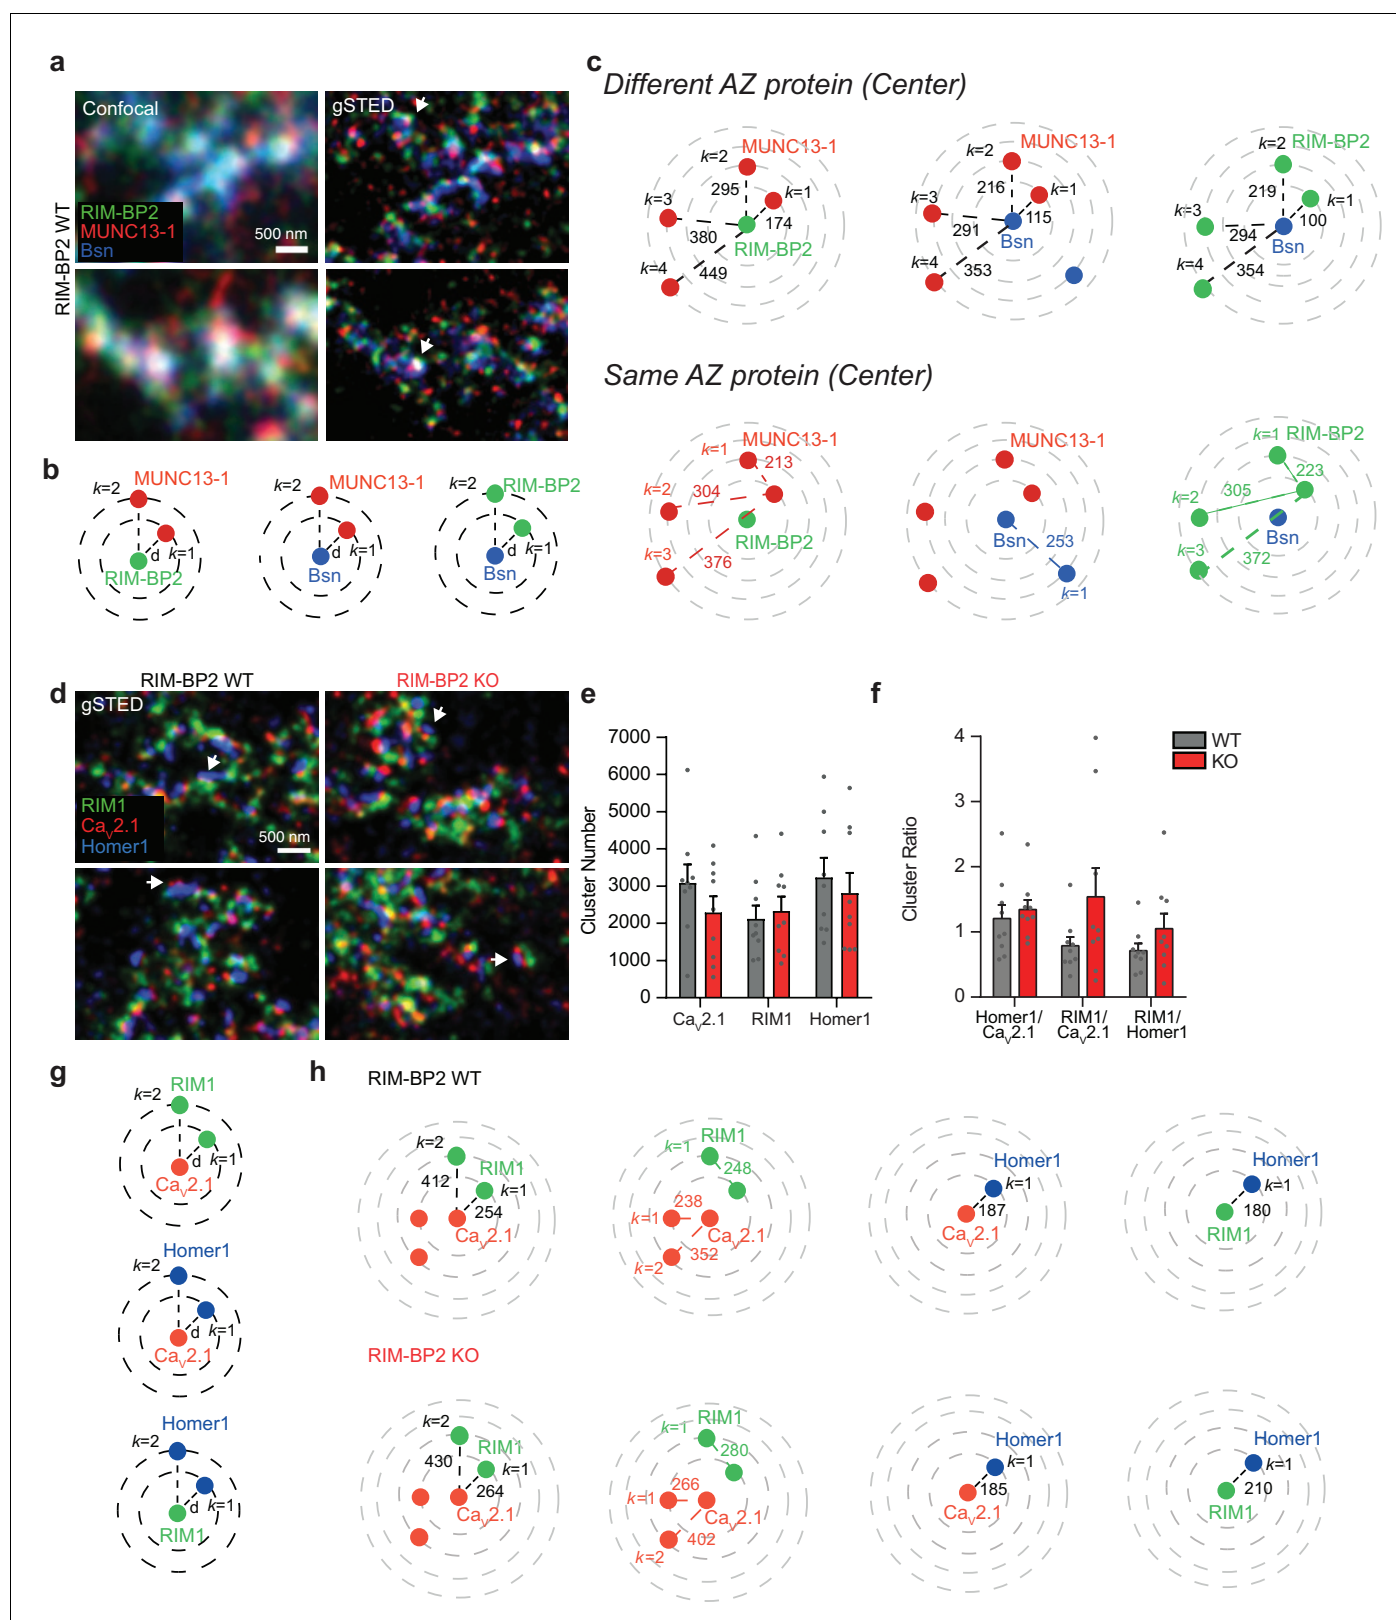 a
Confocal
gSTED
RIM-BP2
MUNC13-1
Bsn
500 nm
RIM-BP2 WT
b
MUNC13-1
k=2
d
k=1
RIM-BP2
MUNC13-1
k=2
d
k=1
Bsn
RIM-BP2
k=2
d
k=1
Bsn
c
Different AZ protein (Center)
MUNC13-1
k=2
295
k=1
k=3
174
380
RIM-BP2
k=4
449
MUNC13-1
k=2
216
k=1
k=3
115
291
Bsn
k=4
353
RIM-BP2
k=2
219
k=1
k=3
100
294
Bsn
k=4
354
Same AZ protein (Center)
MUNC13-1
k=1
213
k=2
304
RIM-BP2
k=3
376
MUNC13-1
Bsn
253
k=1
RIM-BP2
k=1
223
k=2
305
Bsn
k=3
372
d
RIM-BP2 WT
RIM-BP2 KO
gSTED
RIM1
CaV2.1
Homer1
500 nm
e
Cluster Number
7000
6000
5000
4000
3000
2000
1000
0
CaV2.1
RIM1
Homer1
f
Cluster Ratio
4
3
2
1
0
WT
KO
Homer1/
CaV2.1
RIM1/
CaV2.1
RIM1/
Homer1
g
RIM1
k=2
d
k=1
CaV2.1
Homer1
k=2
d
k=1
CaV2.1
Homer1
k=2
d
k=1
RIM1
h
RIM-BP2 WT
k=2
RIM1
412
k=1
254
CaV2.1
RIM1
k=1
248
238
k=1
CaV2.1
352
k=2
Homer1
k=1
187
CaV2.1
Homer1
k=1
180
RIM1
RIM-BP2 KO
k=2
RIM1
430
k=1
264
CaV2.1
RIM1
k=1
280
266
k=1
CaV2.1
402
k=2
Homer1
k=1
185
CaV2.1
Homer1
k=1
210
RIM1